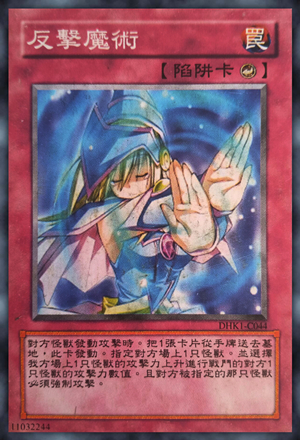 反擊魔術
罠
【陷阱卡】
DHK1-C044
對方怪獸發動攻擊時。把1張卡片從手牌送去墓
地，此卡發動。指定對方場上1只怪獸。並選擇
我方場上1只怪獸的攻擊力上升進行戰鬥的對方1
只怪獸的攻擊力數值。且對方被指定的那只怪獸
必須強制攻擊。
11032244